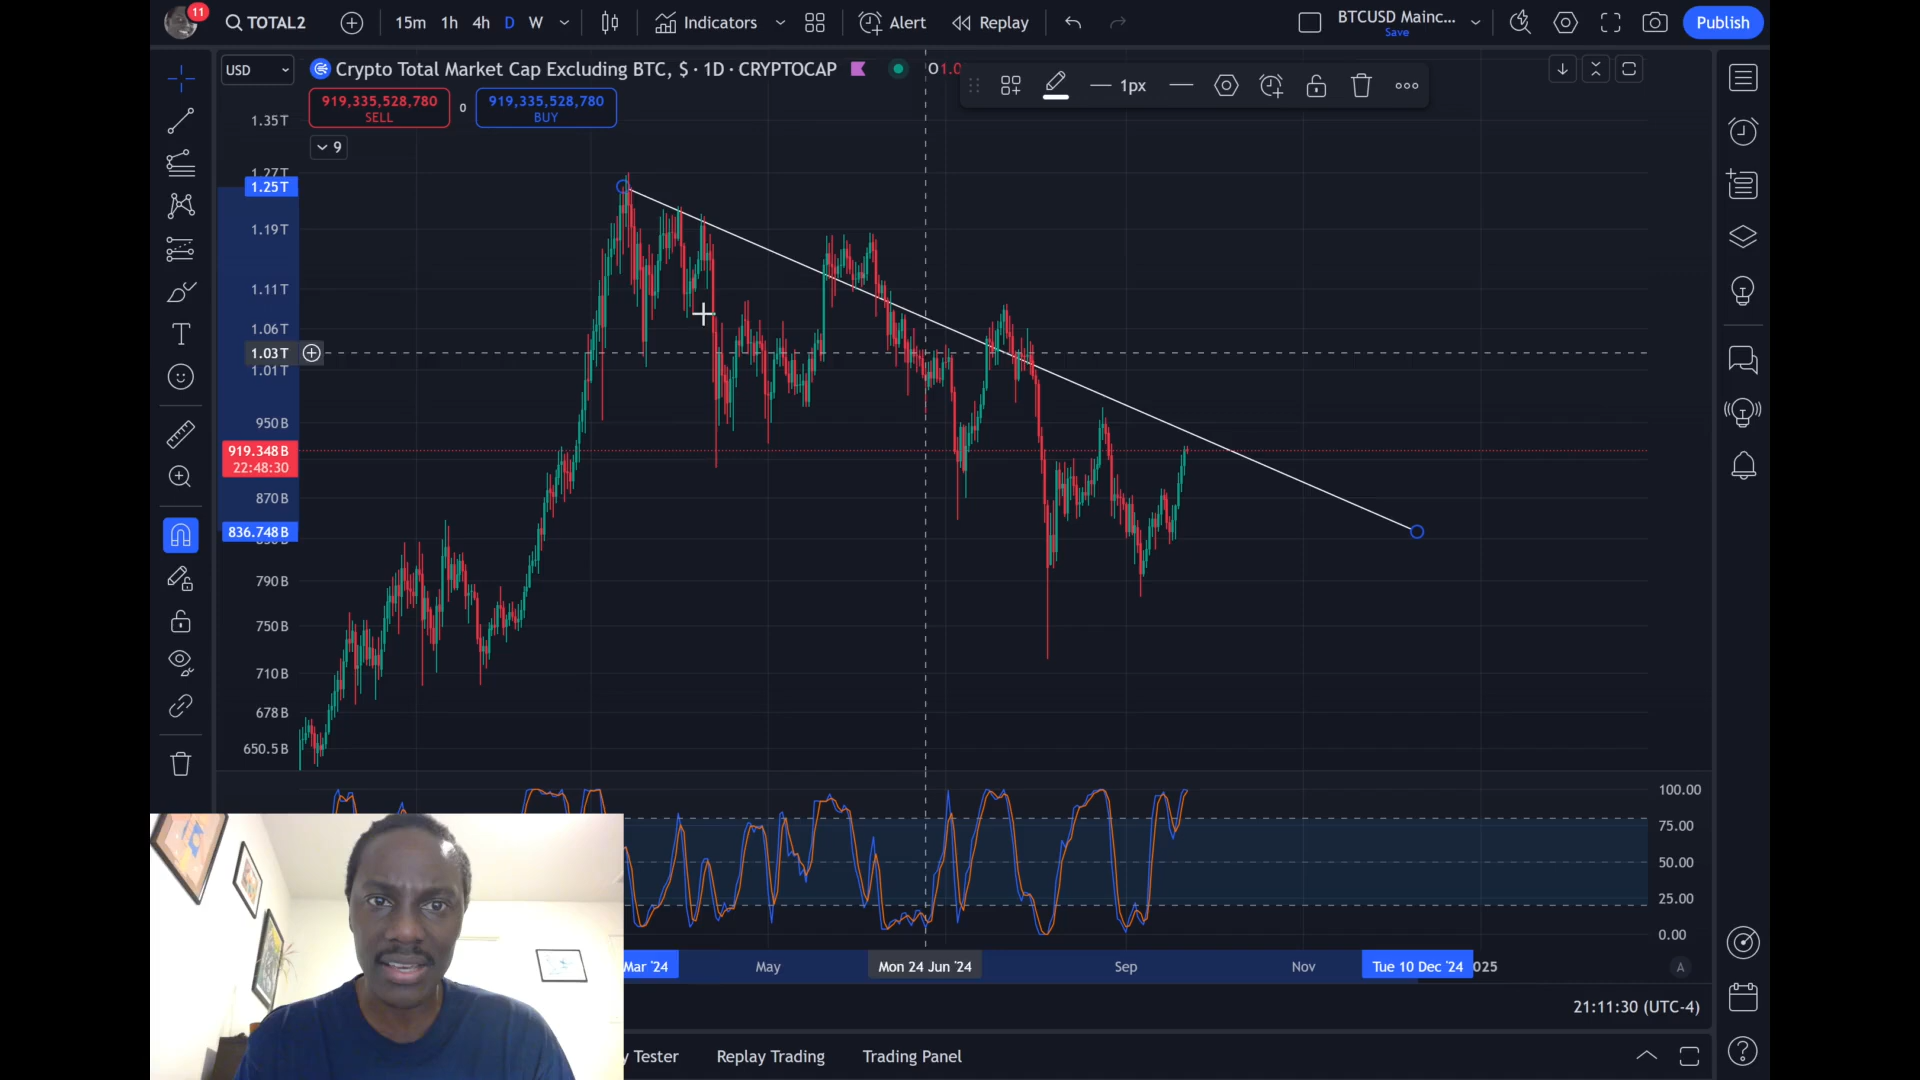 11
TOTAL2
15m 1h 4h D W
Indicators
Alert
Replay
BTCUSD Mainc...
Save
Publish
USD
Crypto Total Market Cap Excluding BTC, $ · 1D · CRYPTOCAP
O1.0
1px
919,335,528,780
SELL
0
919,335,528,780
BUY
9
1.35T
1.27T
1.25T
1.19T
1.11T
1.06T
1.03T
1.01T
950B
919.348B
22:48:30
870B
836.748B
790B
750B
710B
678B
650.5B
100.00
75.00
50.00
25.00
0.00
Mar '24 May Mon 24 Jun '24 Sep Nov Tue 10 Dec '24 025
A
21:11:30 (UTC-4)
y Tester Replay Trading Trading Panel